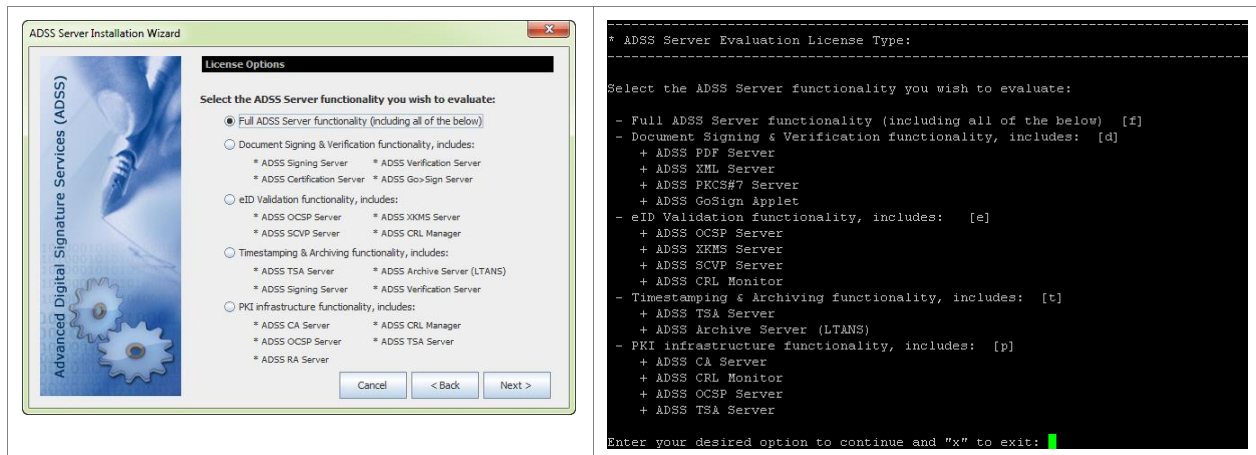 ADSS Server Installation Wizard
Advanced Digital Signature Services (ADSS)
License Options
Select the ADSS Server functionality you wish to evaluate:
Full ADSS Server functionality (including all of the below)
Document Signing & Verification functionality, includes:
* ADSS Signing Server * ADSS Verification Server
* ADSS Certification Server * ADSS Go>Sign Server
eID Validation functionality, includes:
* ADSS OCSP Server * ADSS XKMS Server
* ADSS SCVP Server * ADSS CRL Manager
Timestamping & Archiving functionality, includes:
* ADSS TSA Server * ADSS Archive Server (LTANS)
* ADSS Signing Server * ADSS Verification Server
PKI infrastructure functionality, includes:
* ADSS CA Server * ADSS CRL Manager
* ADSS OCSP Server * ADSS TSA Server
* ADSS RA Server
Cancel < Back Next >
* ADSS Server Evaluation License Type:
Select the ADSS Server functionality you wish to evaluate:
- Full ADSS Server functionality (including all of the below) [f]
- Document Signing & Verification functionality, includes: [d]
+ ADSS PDF Server
+ ADSS XML Server
+ ADSS PKCS#7 Server
+ ADSS GoSign Applet
- eID Validation functionality, includes: [e]
+ ADSS OCSP Server
+ ADSS XKMS Server
+ ADSS SCVP Server
+ ADSS CRL Monitor
- Timestamping & Archiving functionality, includes: [t]
+ ADSS TSA Server
+ ADSS Archive Server (LTANS)
- PKI infrastructure functionality, includes: [p]
+ ADSS CA Server
+ ADSS CRL Monitor
+ ADSS OCSP Server
+ ADSS TSA Server
Enter your desired option to continue and "x" to exit: